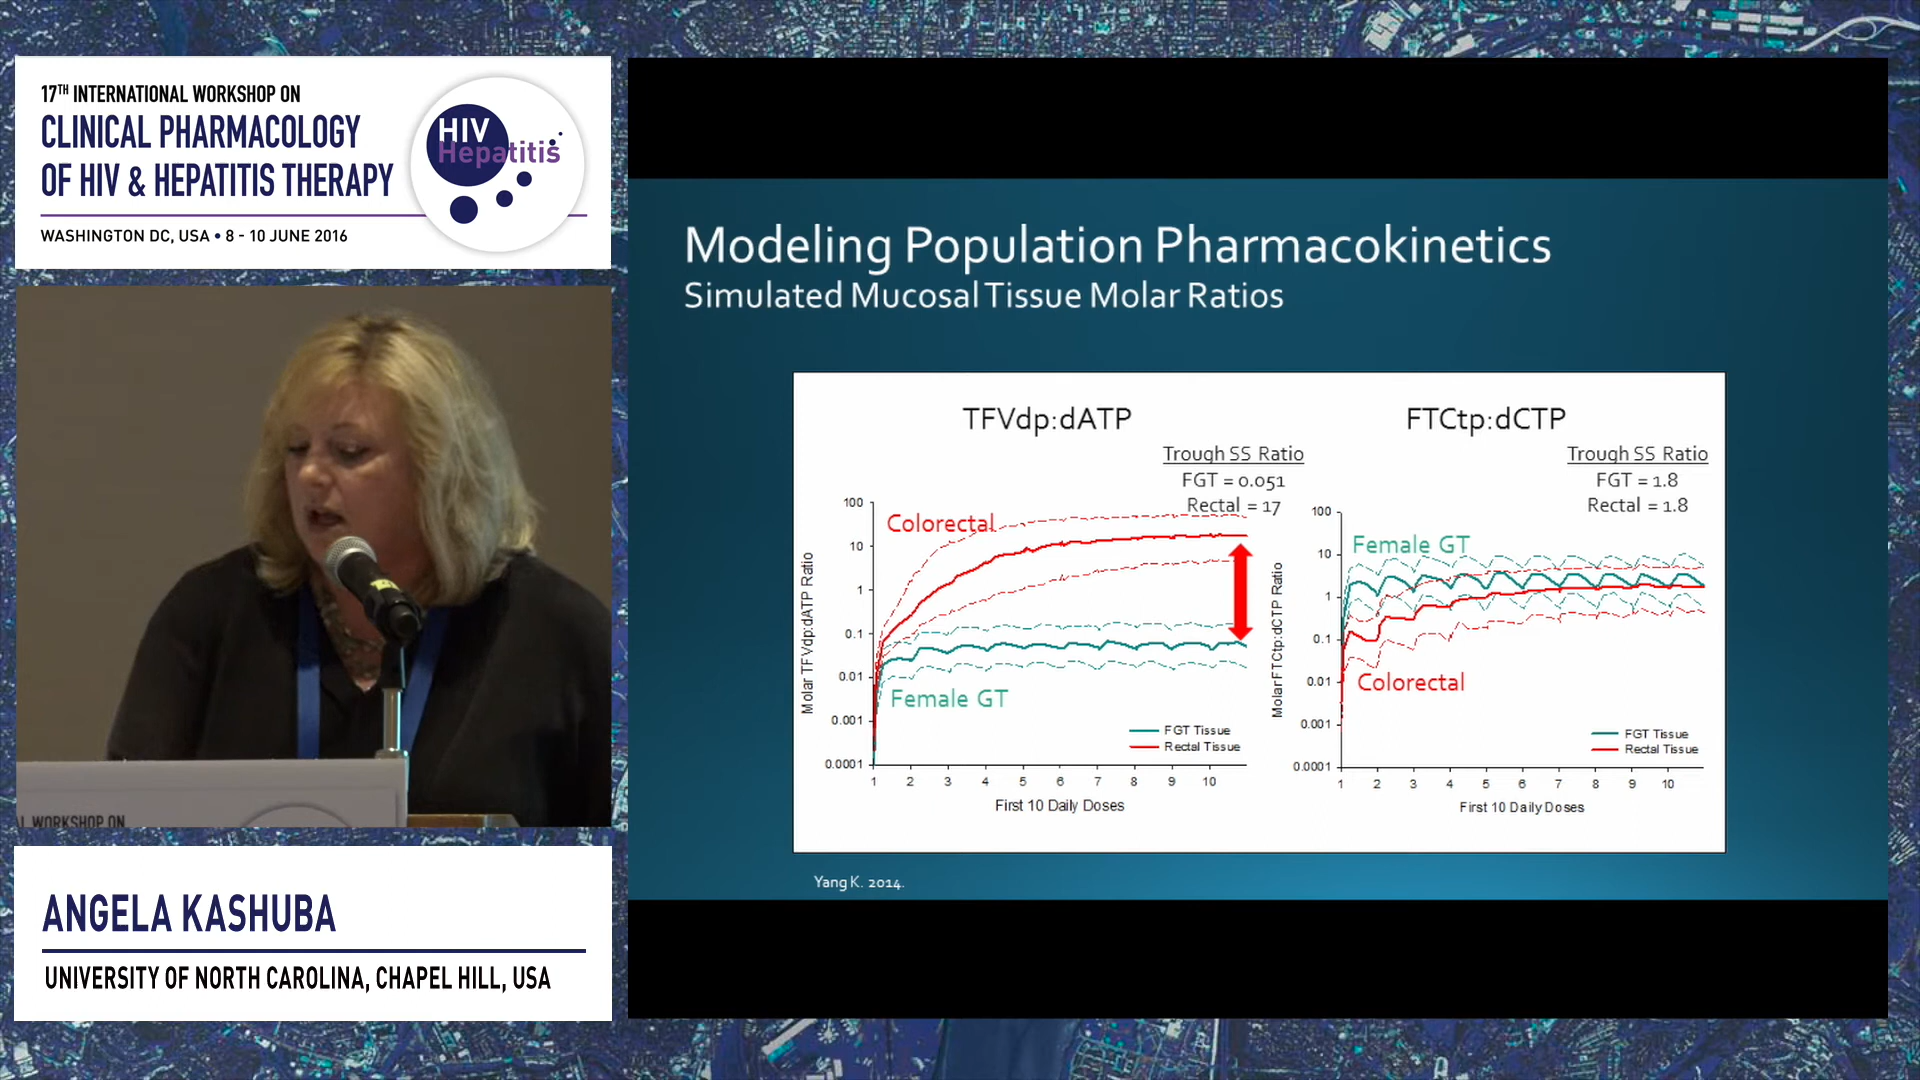 17TH INTERNATIONAL WORKSHOP ON
CLINICAL PHARMACOLOGY
OF HIV & HEPATITIS THERAPY
WASHINGTON DC, USA • 8 - 10 JUNE 2016
HIV
Hepatitis
L WORKSHOP ON
ANGELA KASHUBA
UNIVERSITY OF NORTH CAROLINA, CHAPEL HILL, USA
Modeling Population Pharmacokinetics
Simulated Mucosal Tissue Molar Ratios
TFVdp:dATP
Trough SS Ratio
FGT = 0.051
Rectal = 17
Colorectal
Female GT
Molar TFVdp:dATP Ratio
100
10
1
0.1
0.01
0.001
0.0001
1 2 3 4 5 6 7 8 9 10
First 10 Daily Doses
FGT Tissue
Rectal Tissue
FTCtp:dCTP
Trough SS Ratio
FGT = 1.8
Rectal = 1.8
Female GT
Colorectal
Molar FTCtp:dCTP Ratio
100
10
1
0.1
0.01
0.001
0.0001
1 2 3 4 5 6 7 8 9 10
First 10 Daily Doses
FGT Tissue
Rectal Tissue
Yang K. 2014.